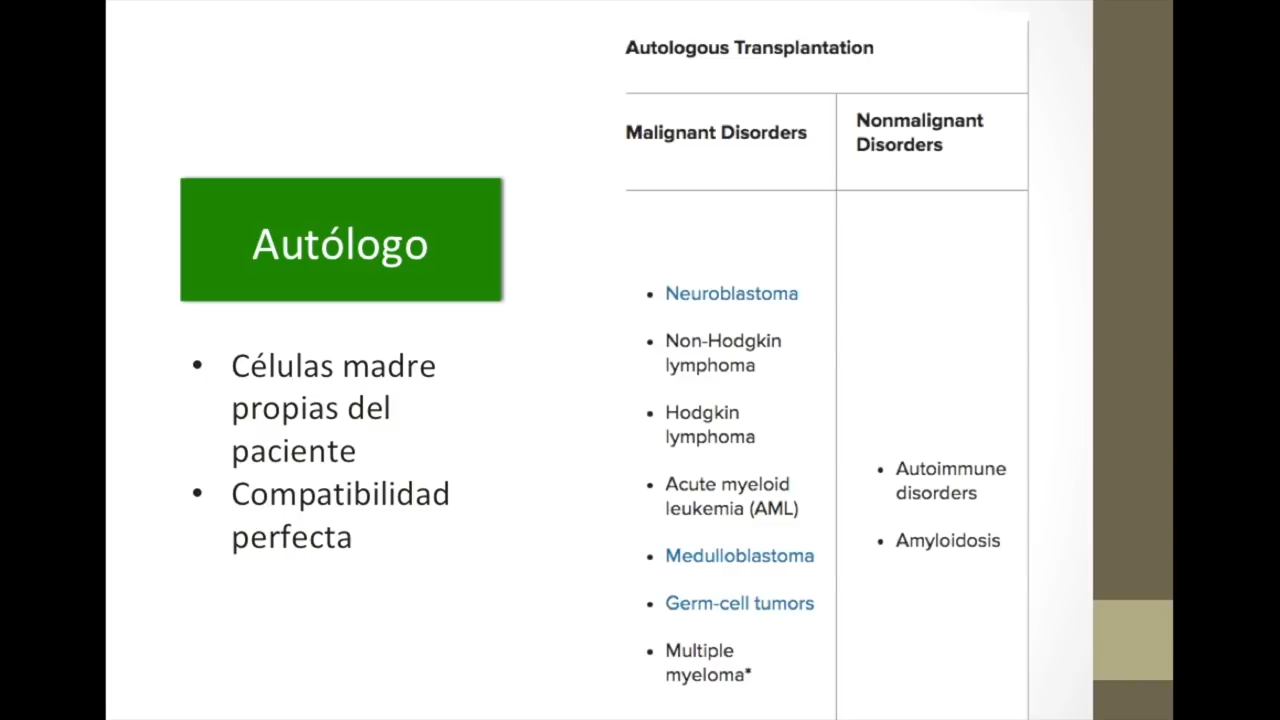 Autólogo
• Células madre
propias del
paciente
• Compatibilidad
perfecta
Autologous Transplantation
Malignant Disorders
Nonmalignant
Disorders
• Neuroblastoma
• Non-Hodgkin
lymphoma
• Hodgkin
lymphoma
• Acute myeloid
leukemia (AML)
• Medulloblastoma
• Germ-cell tumors
• Multiple
myeloma*
• Autoimmune
disorders
• Amyloidosis